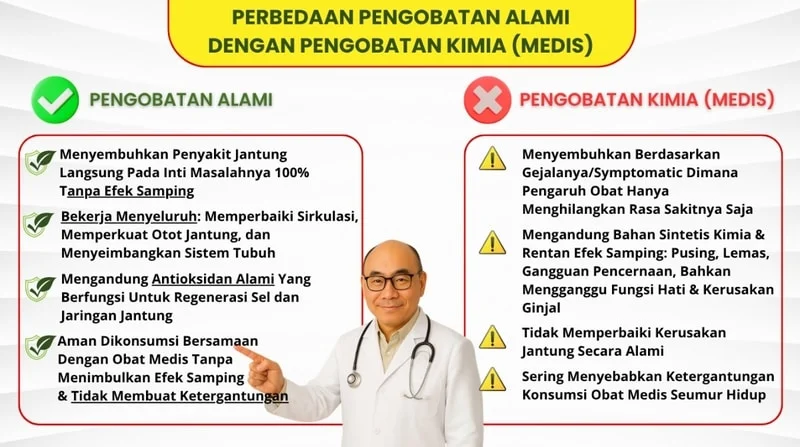 PERBEDAAN PENGOBATAN ALAMI
DENGAN PENGOBATAN KIMIA (MEDIS)
PENGOBATAN ALAMI
Menyembuhkan Penyakit Jantung
Langsung Pada Inti Masalahnya 100%
Tanpa Efek Samping
Bekerja Menyeluruh: Memperbaiki Sirkulasi,
Memperkuat Otot Jantung, dan
Menyeimbangkan Sistem Tubuh
Mengandung Antioksidan Alami Yang
Berfungsi Untuk Regenerasi Sel dan
Jaringan Jantung
Aman Dikonsumsi Bersamaan
Dengan Obat Medis Tanpa
Menimbulkan Efek Samping
& Tidak Membuat Ketergantungan
PENGOBATAN KIMIA (MEDIS)
Menyembuhkan Berdasarkan
Gejalanya/Symptomatic Dimana
Pengaruh Obat Hanya
Menghilangkan Rasa Sakitnya Saja
Mengandung Bahan Sintetis Kimia &
Rentan Efek Samping: Pusing, Lemas,
Gangguan Pencernaan, Bahkan
Mengganggu Fungsi Hati & Kerusakan
Ginjal
Tidak Memperbaiki Kerusakan
Jantung Secara Alami
Sering Menyebabkan Ketergantungan
Konsumsi Obat Medis Seumur Hidup